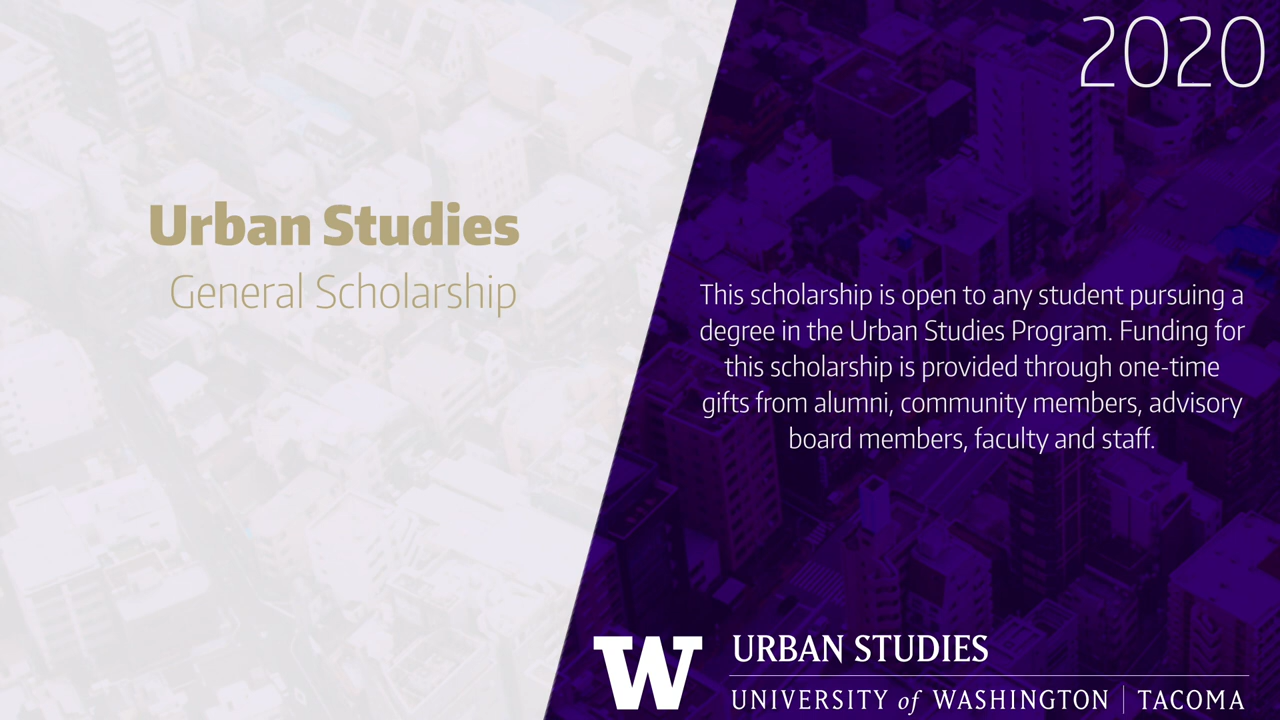 2020
Urban Studies
General Scholarship
This scholarship is open to any student pursuing a
degree in the Urban Studies Program. Funding for
this scholarship is provided through one-time
gifts from alumni, community members, advisory
board members, faculty and staff.
W
URBAN STUDIES
UNIVERSITY of WASHINGTON | TACOMA